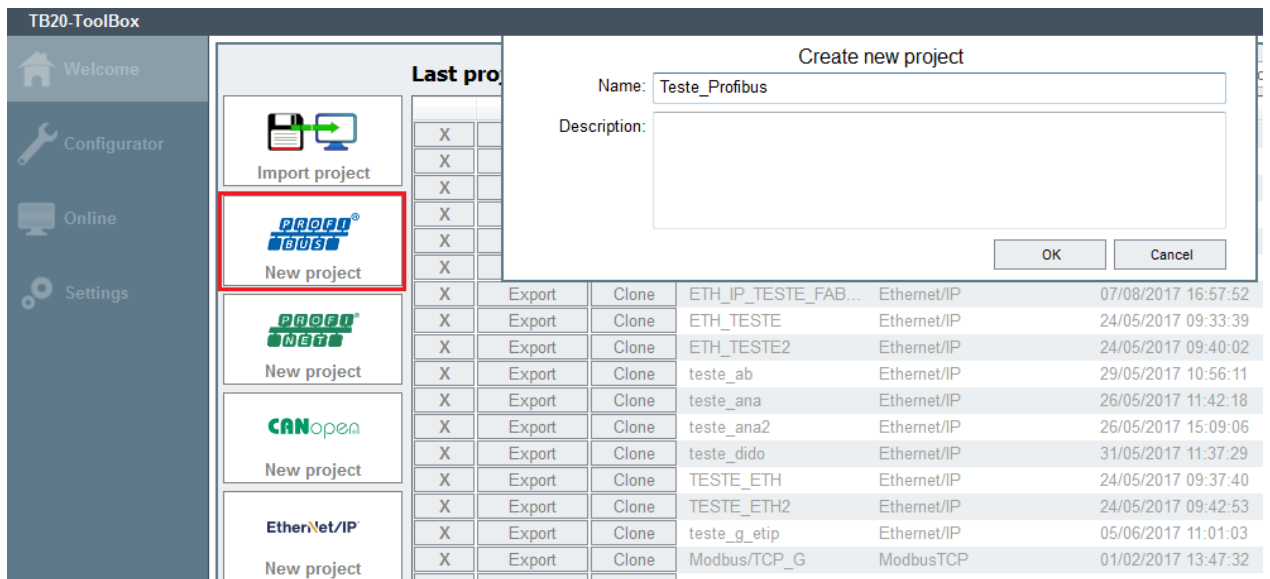 TB20-ToolBox
Welcome
Configurator
Online
Settings
Last pro
Import project
PROFI®
BUS
New project
PROFI®
NET
New project
CANopen
New project
EtherNet/IP
New project
Create new project
Name: Teste_Profibus
Description:
OK Cancel
X
X
X
X
X
X
X Export Clone ETH_IP_TESTE_FAB... Ethernet/IP 07/08/2017 16:57:52
X Export Clone ETH_TESTE Ethernet/IP 24/05/2017 09:33:39
X Export Clone ETH_TESTE2 Ethernet/IP 24/05/2017 09:40:02
X Export Clone teste_ab Ethernet/IP 29/05/2017 10:56:11
X Export Clone teste_ana Ethernet/IP 26/05/2017 11:42:18
X Export Clone teste_ana2 Ethernet/IP 26/05/2017 15:09:06
X Export Clone teste_dido Ethernet/IP 31/05/2017 11:37:29
X Export Clone TESTE_ETH Ethernet/IP 24/05/2017 09:37:40
X Export Clone TESTE_ETH2 Ethernet/IP 24/05/2017 09:42:53
X Export Clone teste_g_etip Ethernet/IP 05/06/2017 11:01:03
X Export Clone Modbus/TCP_G ModbusTCP 01/02/2017 13:47:32